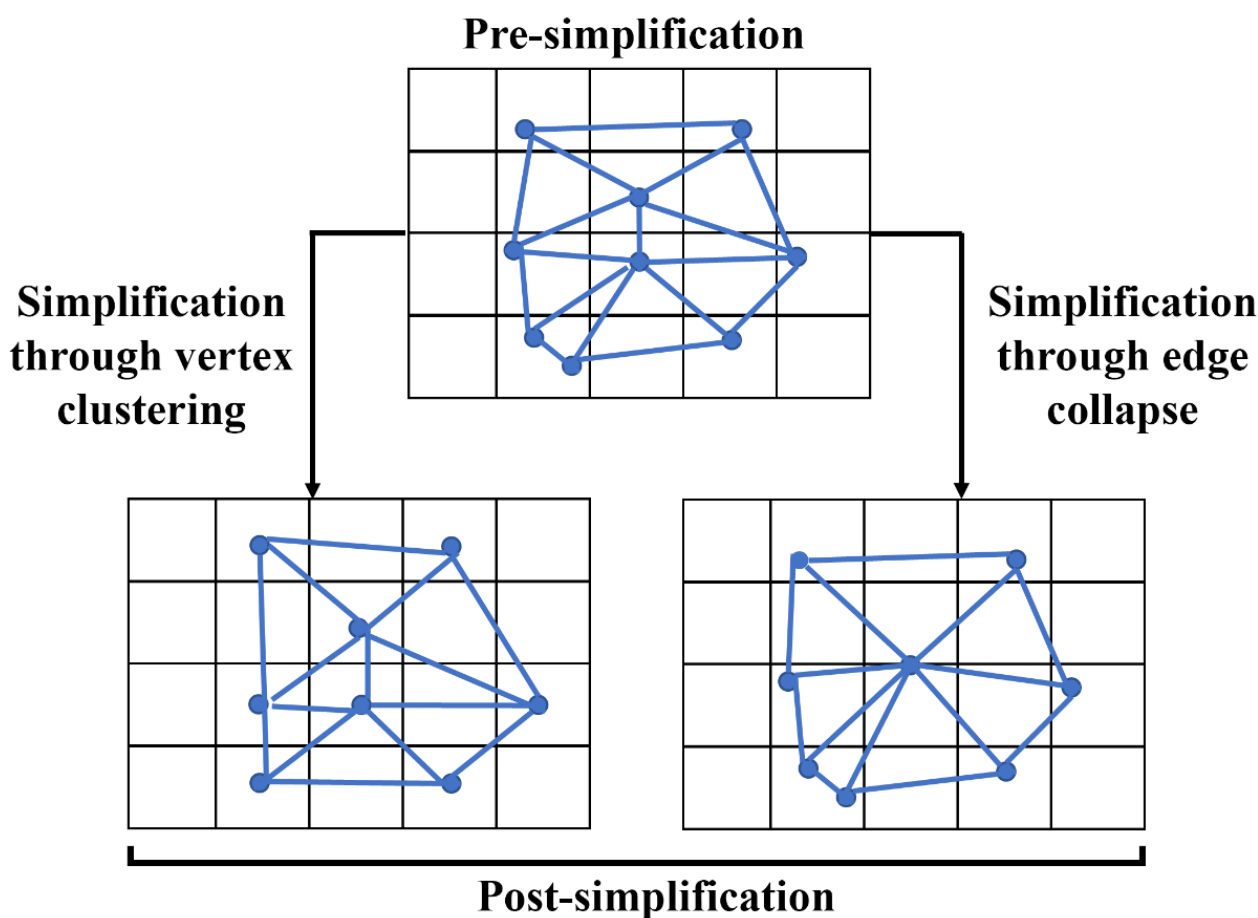 Pre-simplification
Simplification
through vertex
clustering
Simplification
through edge
collapse
Post-simplification